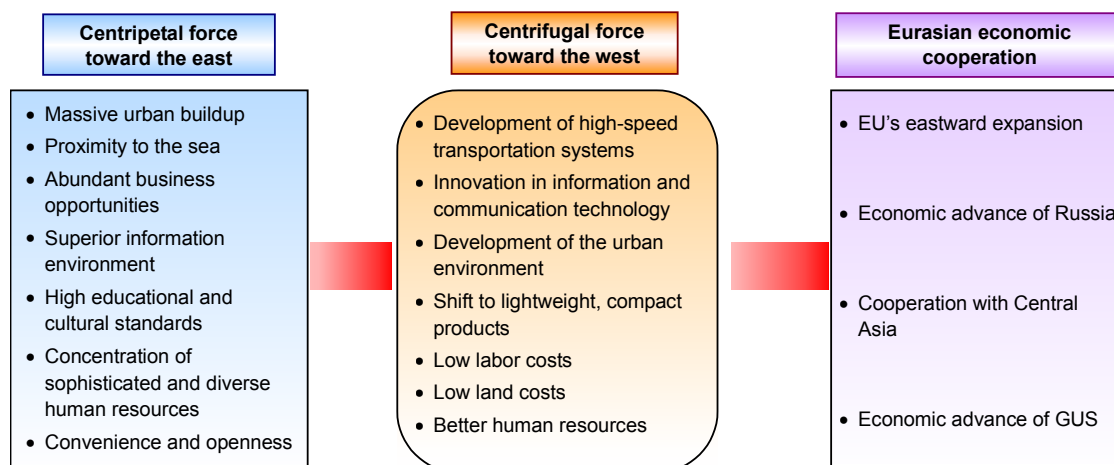 Centripetal force
toward the east
• Massive urban buildup
• Proximity to the sea
• Abundant business
opportunities
• Superior information
environment
• High educational and
cultural standards
• Concentration of
sophisticated and diverse
human resources
• Convenience and openness
Centrifugal force
toward the west
• Development of high-speed
transportation systems
• Innovation in information and
communication technology
• Development of the urban
environment
• Shift to lightweight, compact
products
• Low labor costs
• Low land costs
• Better human resources
Eurasian economic
cooperation
• EU's eastward expansion
• Economic advance of Russia
• Cooperation with Central
Asia
• Economic advance of GUS